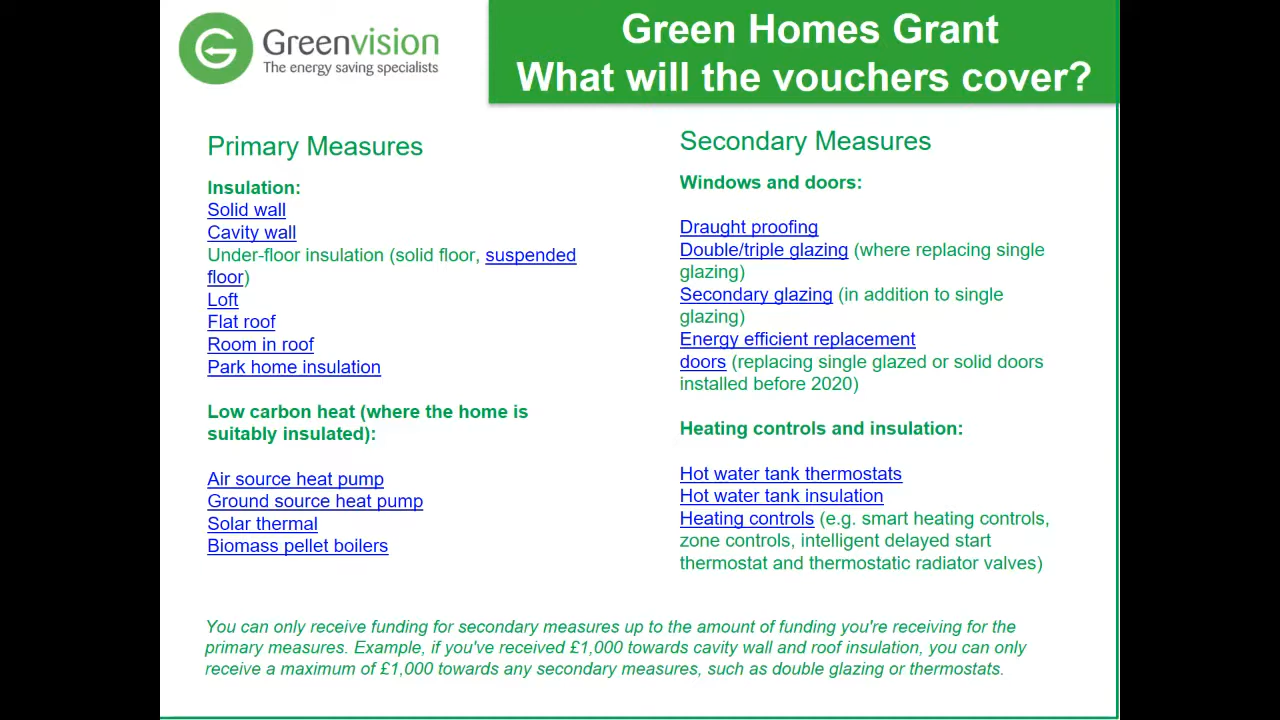 Greenvision
The energy saving specialists
Green Homes Grant
What will the vouchers cover?
Primary Measures
Insulation:
Solid wall
Cavity wall
Under-floor insulation (solid floor, suspended
floor)
Loft
Flat roof
Room in roof
Park home insulation
Low carbon heat (where the home is
suitably insulated):
Air source heat pump
Ground source heat pump
Solar thermal
Biomass pellet boilers
Secondary Measures
Windows and doors:
Draught proofing
Double/triple glazing (where replacing single
glazing)
Secondary glazing (in addition to single
glazing)
Energy efficient replacement
doors (replacing single glazed or solid doors
installed before 2020)
Heating controls and insulation:
Hot water tank thermostats
Hot water tank insulation
Heating controls (e.g. smart heating controls,
zone controls, intelligent delayed start
thermostat and thermostatic radiator valves)
You can only receive funding for secondary measures up to the amount of funding you're receiving for the
primary measures. Example, if you've received £1,000 towards cavity wall and roof insulation, you can only
receive a maximum of £1,000 towards any secondary measures, such as double glazing or thermostats.